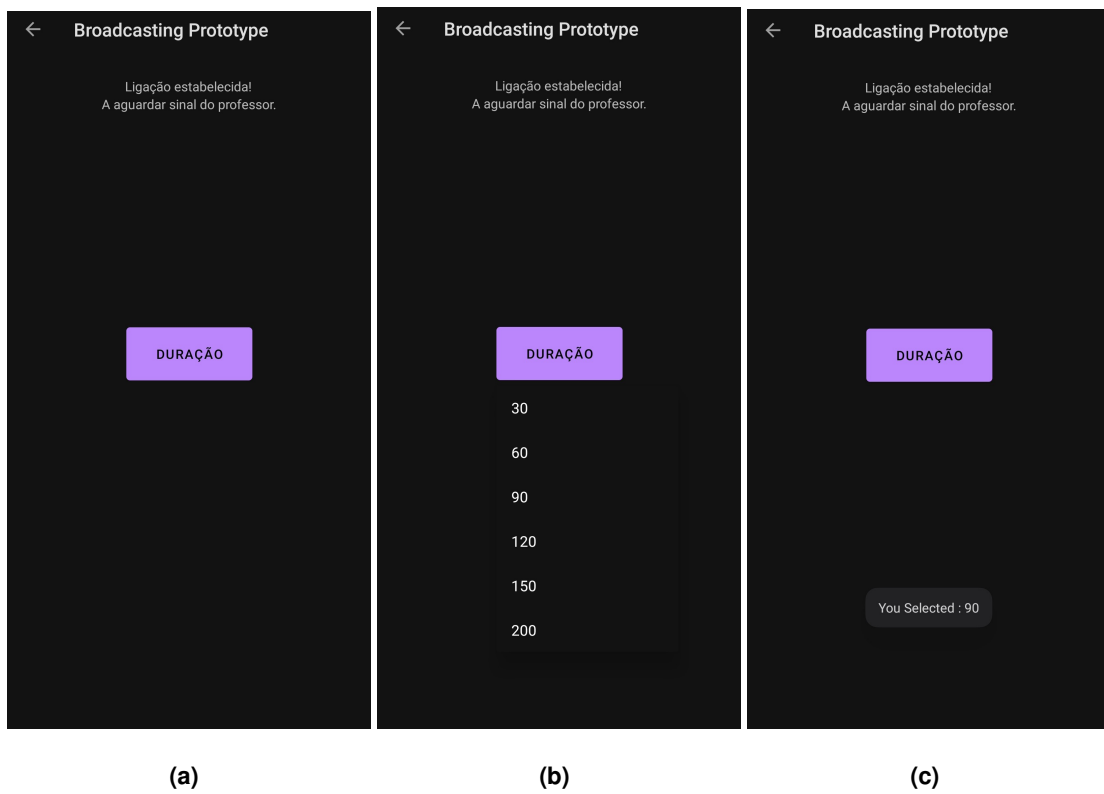 Broadcasting Prototype
Ligação estabelecida!
A aguardar sinal do professor.
DURAÇÃO
(a)
Broadcasting Prototype
Ligação estabelecida!
A aguardar sinal do professor.
DURAÇÃO
30
60
90
120
150
200
(b)
Broadcasting Prototype
Ligação estabelecida!
A aguardar sinal do professor.
DURAÇÃO
You Selected : 90
(c)